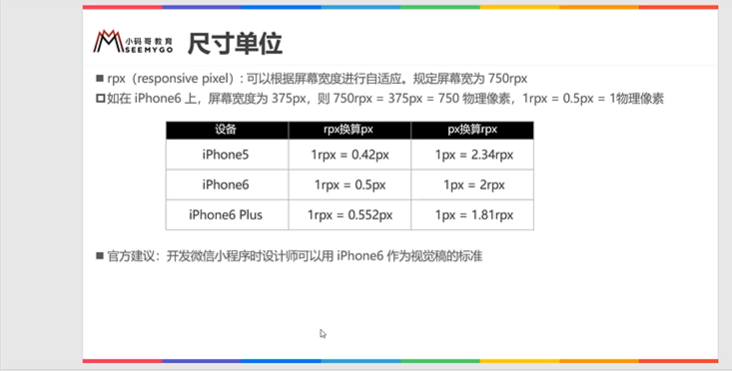 小码哥教育
SEEMYGO
尺寸单位
rpx（responsive pixel）: 可以根据屏幕宽度进行自适应。规定屏幕宽为 750rpx
如在 iPhone6 上，屏幕宽度为 375px，则 750rpx = 375px = 750 物理像素，1rpx = 0.5px = 1物理像素
设备 rpx换算px px换算rpx
iPhone5 1rpx = 0.42px 1px = 2.34rpx
iPhone6 1rpx = 0.5px 1px = 2rpx
iPhone6 Plus 1rpx = 0.552px 1px = 1.81rpx
官方建议：开发微信小程序时设计师可以用 iPhone6 作为视觉稿的标准